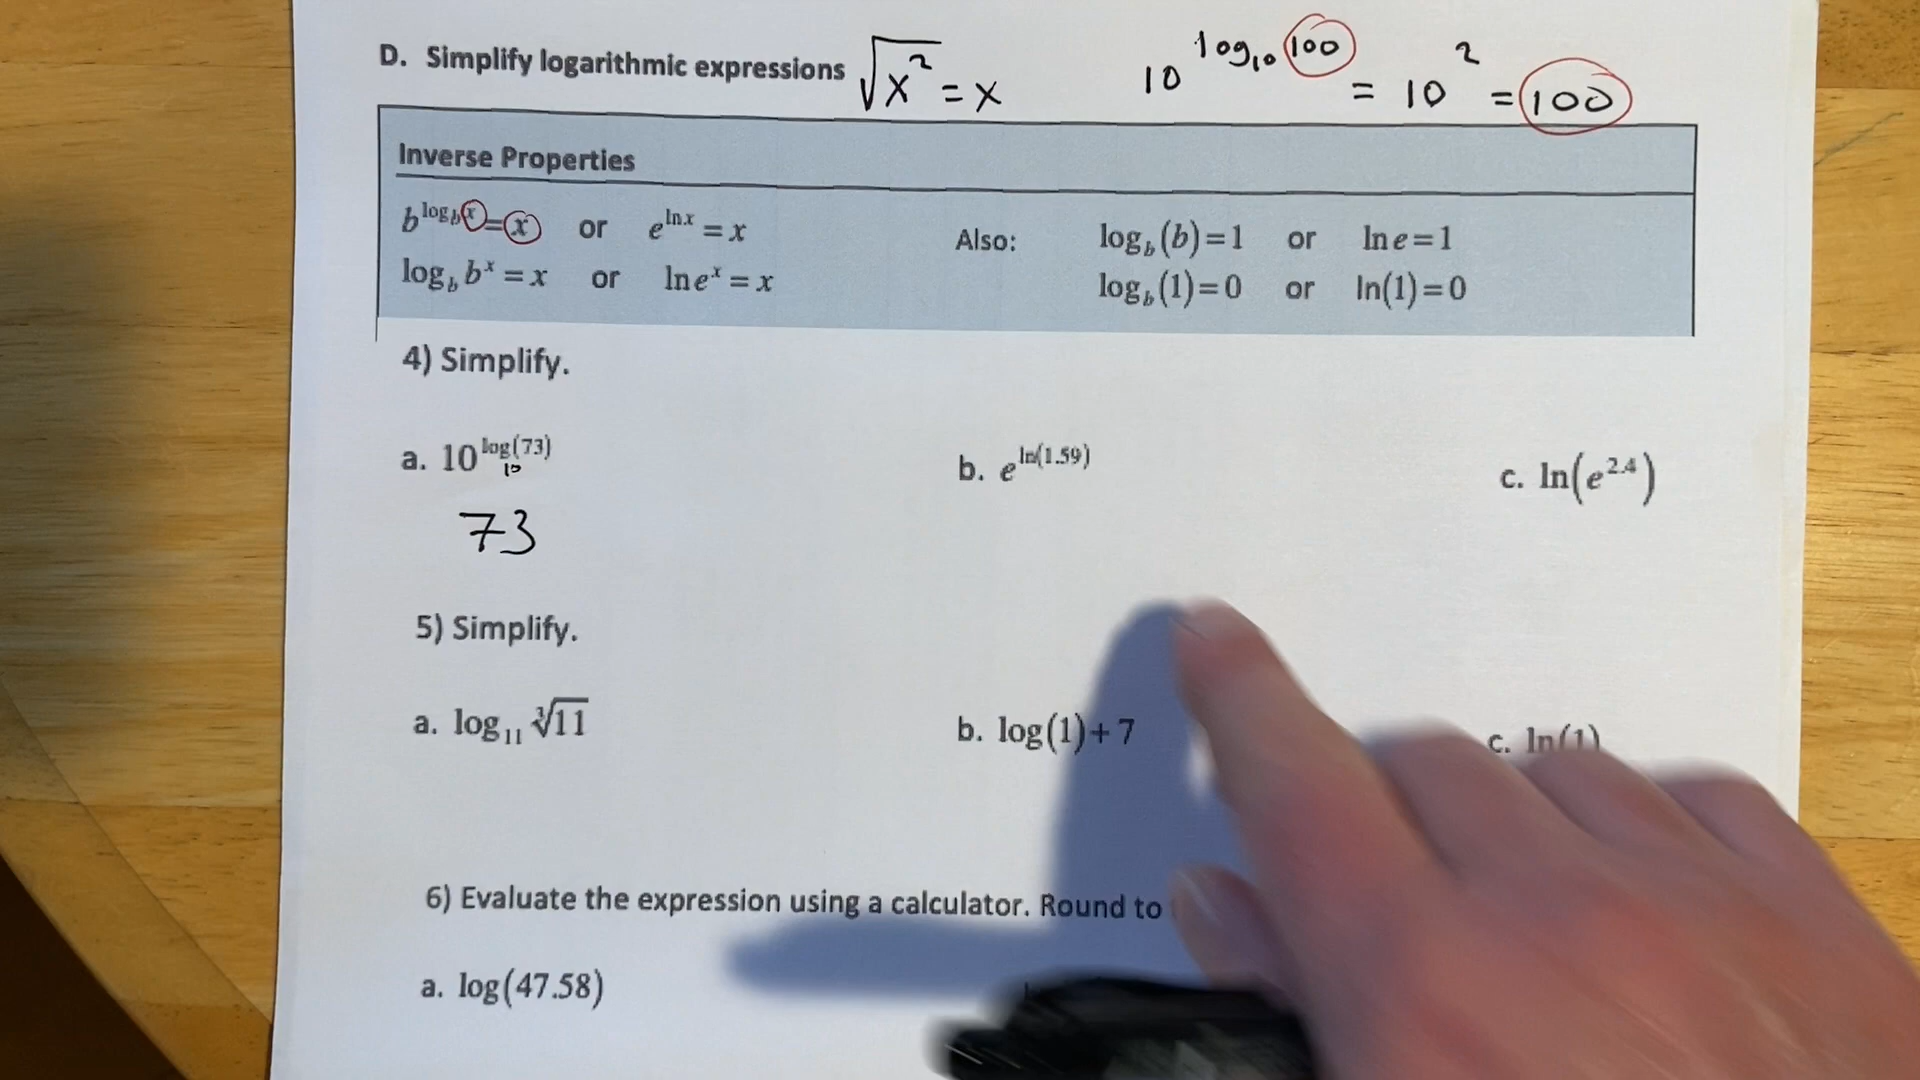 D. Simplify logarithmic expressions √x² = x 10^log₁₀ 100 = 10² = 100
Inverse Properties
b^log_b x = x or e^ln x = x Also: log_b (b) = 1 or ln e = 1
log_b b^x = x or ln e^x = x log_b (1) = 0 or ln(1) = 0
4) Simplify.
a. 10^log₁₀(73) b. e^ln(1.59) c. ln(e^2.4)
73
5) Simplify.
a. log₁₁ ∛11 b. log(1) + 7 c. ln(1)
6) Evaluate the expression using a calculator. Round to
a. log(47.58)